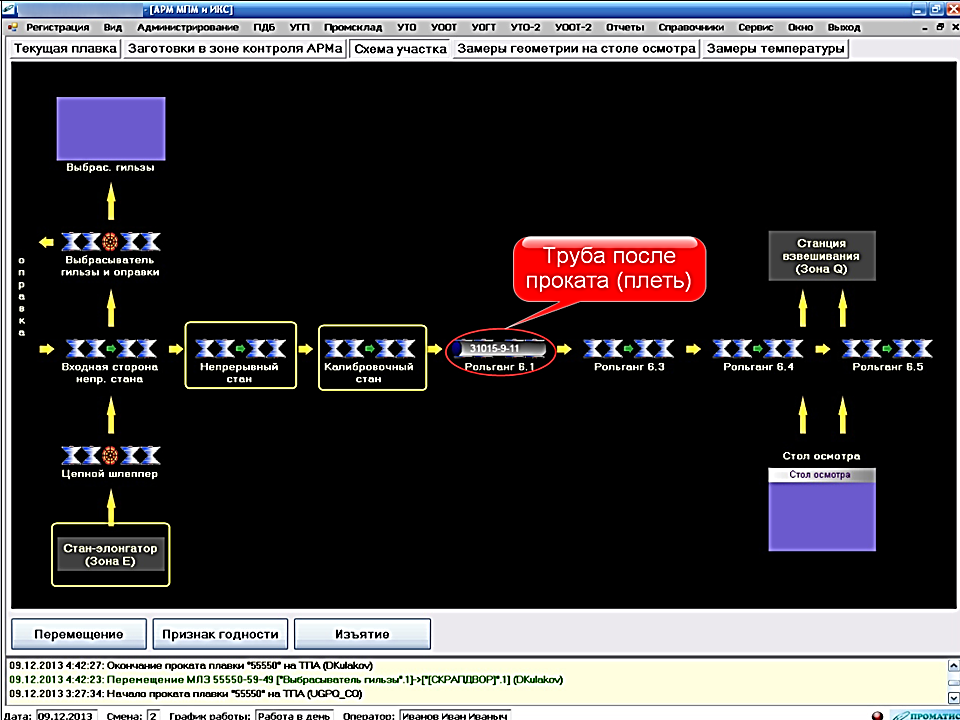 [АРМ МПМ и ИКС]
Регистрация Вид Администрирование ПДБ УГП Промсклад УТО УООТ УОГТ УТО-2 УООТ-2 Отчеты Справочники Сервис Окно Выход
Текущая плавка Заготовки в зоне контроля АРМа Схема участка Замеры геометрии на столе осмотра Замеры температуры
Выбрас. гильзы
Выбрасыватель
гильзы и оправки
оправка
Труба после
проката (плеть)
Станция
взвешивания
(Зона Q)
31015-9-11
Входная сторона
непр. стана
Непрерывный
стан
Калибровочный
стан
Рольганг 6.1
Рольганг 6.3
Рольганг 6.4
Рольганг 6.5
Цепной шлеппер
Стол осмотра
Стол осмотра
Стан-элонгатор
(Зона Е)
Перемещение Признак годности Изъятие
09.12.2013 4:42:27: Окончание проката плавки "55550" на ТПА (DKulakov)
09.12.2013 4:42:23: Перемещение МЛЗ 55550-59-49 ["Выбрасыватель гильзы".1]->["[СКРАПДВОР]".1] (DKulakov)
09.12.2013 3:27:34: Начало проката плавки "55550" на ТПА (UGPO_CO)
Дата: 09.12.2013 Смена: 2 График работы: Работа в день Оператор: Иванов Иван Иваныч